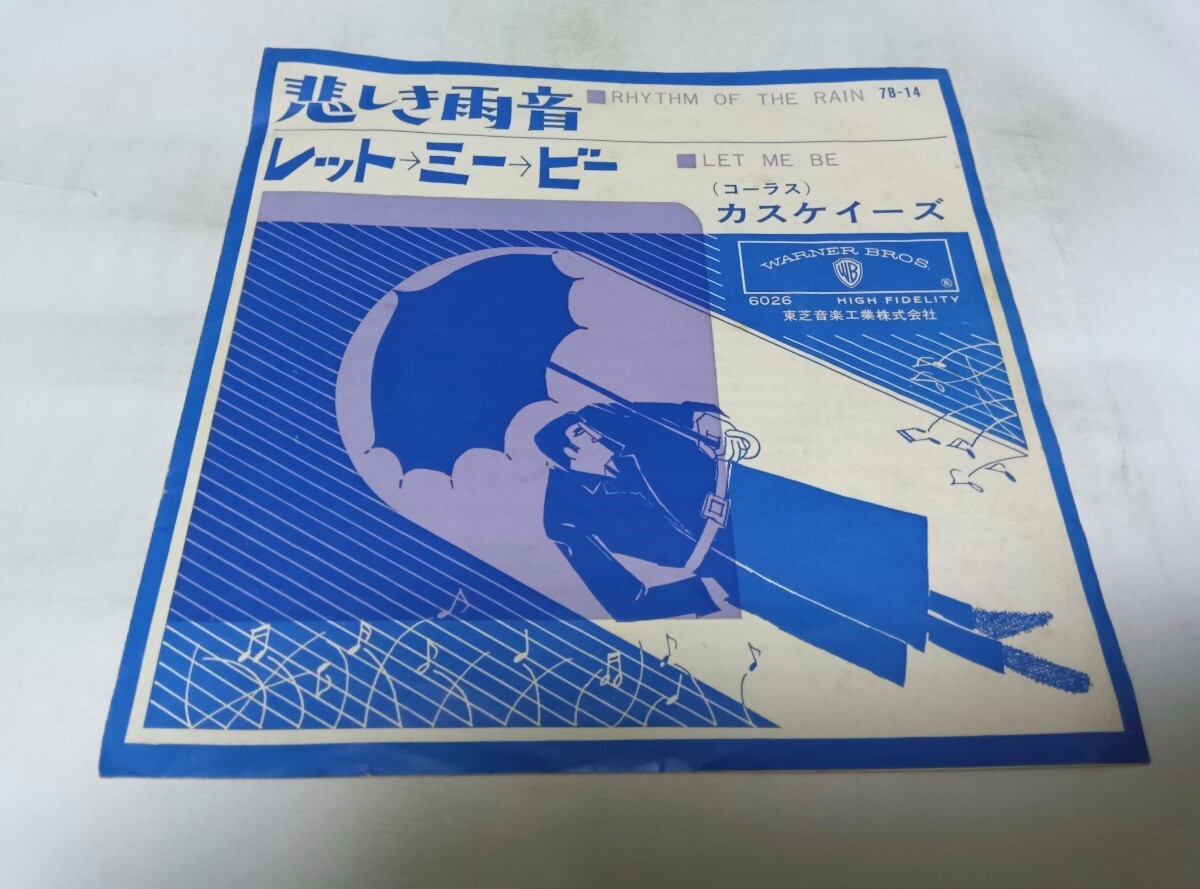 悲しき雨音 ■RHYTHM OF THE RAIN 7B-14
レット→ミー→ビー ■LET ME BE
(コーラス)
カスケイーズ
WARNER BROS.
WB
®
6026 HIGH FIDELITY
東芝音楽工業株式会社